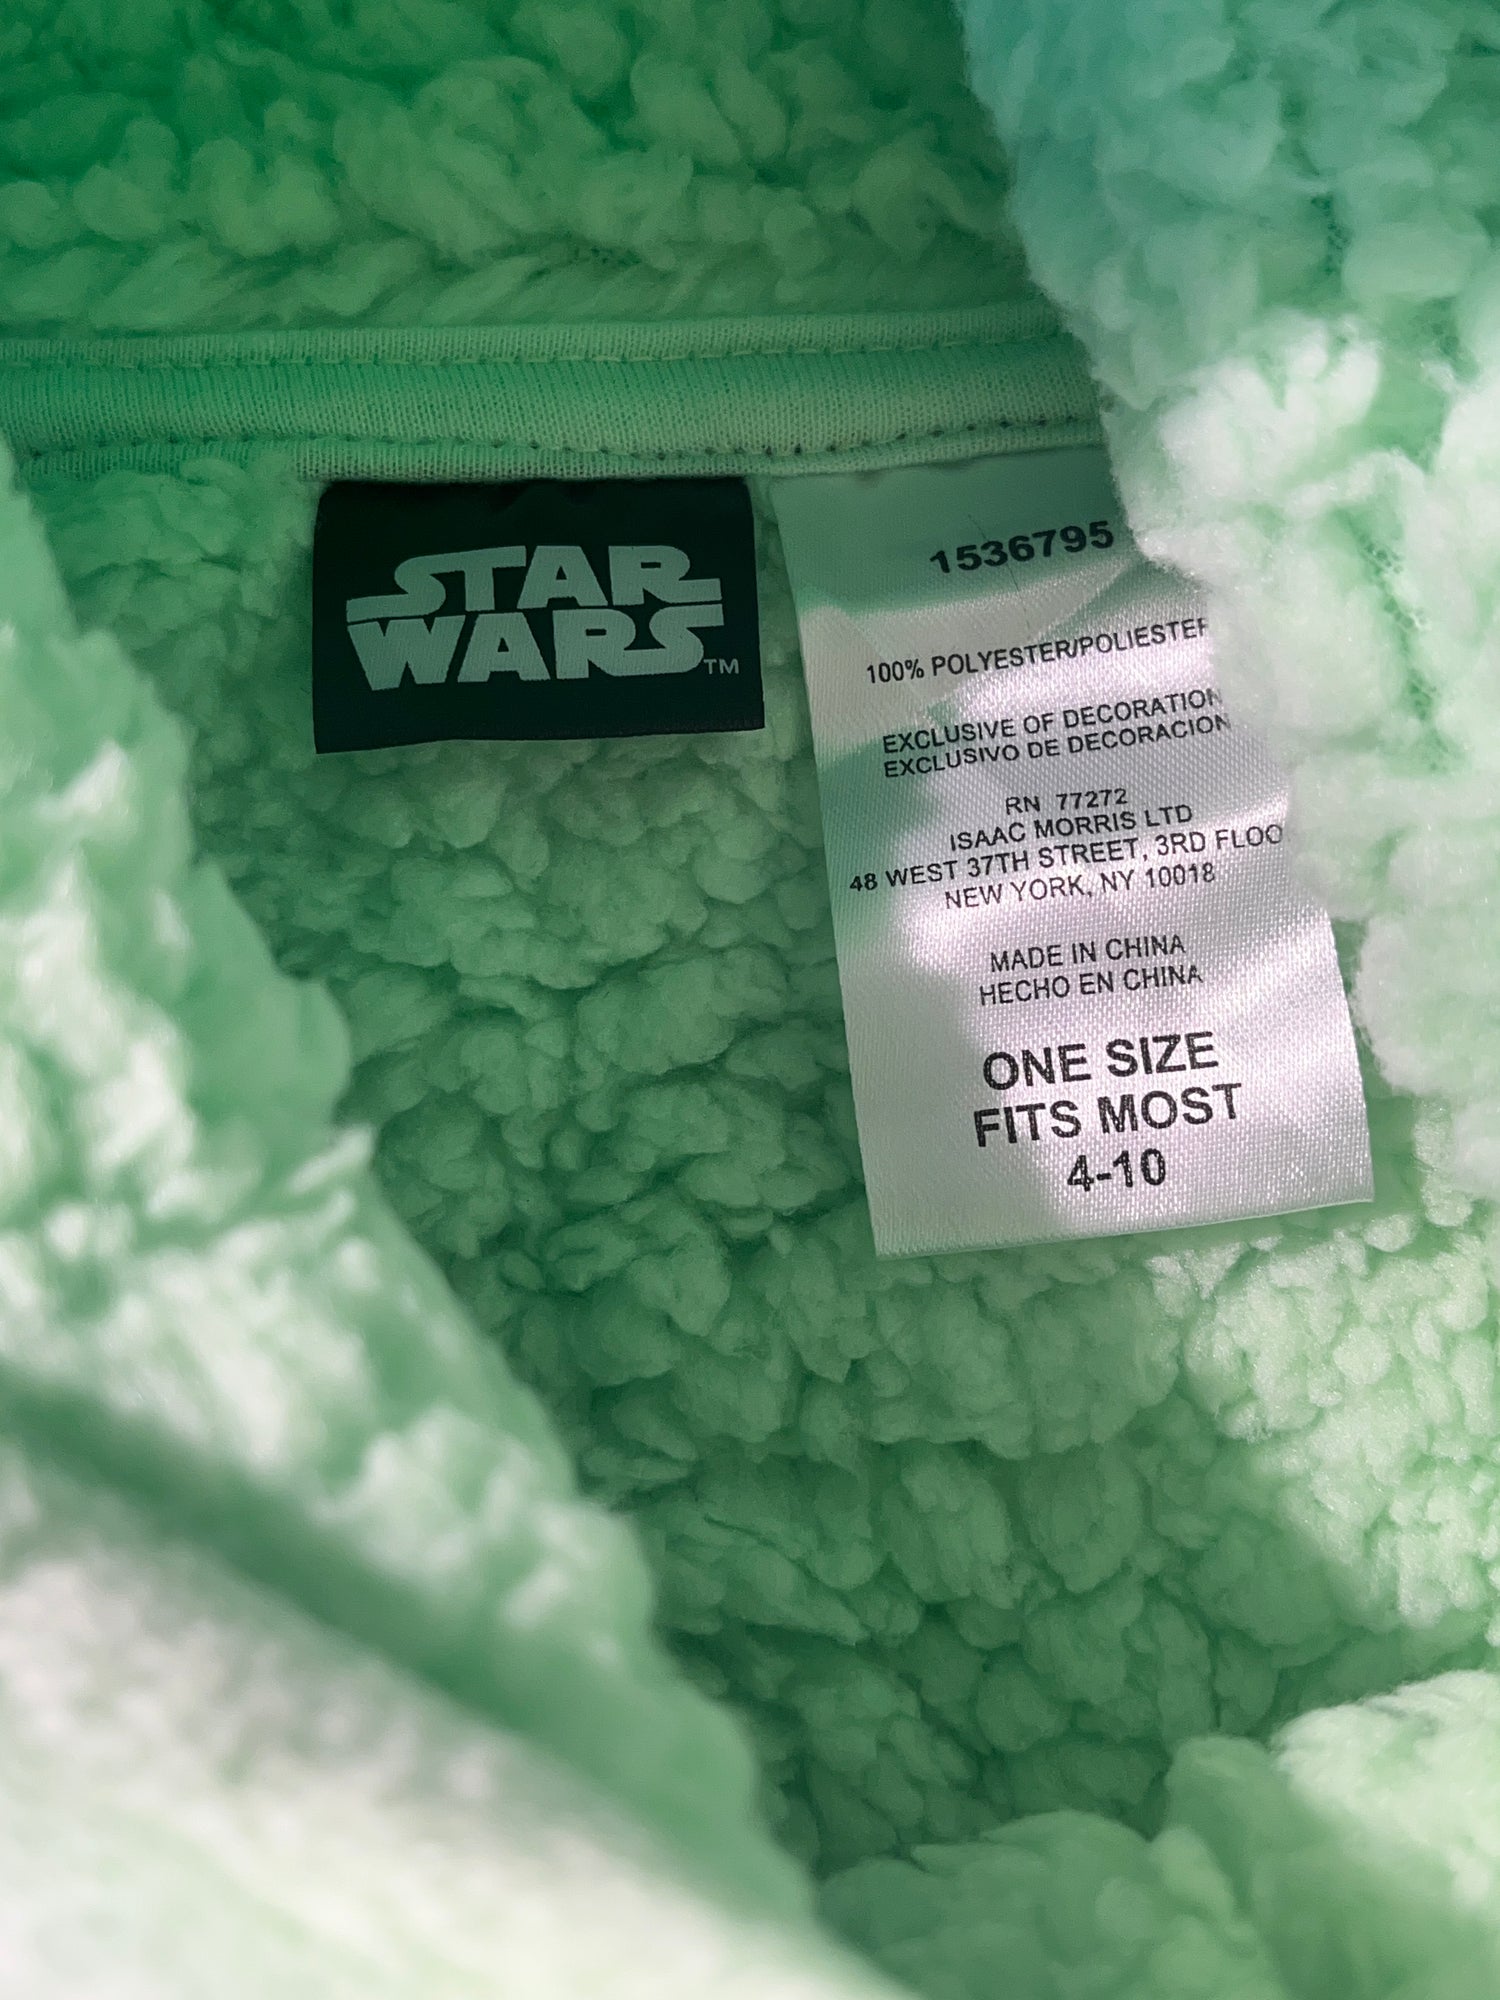 STAR
WARS™
1536795
100% POLYESTER/POLIESTER
EXCLUSIVE OF DECORATION
EXCLUSIVO DE DECORACION
RN 77272
ISAAC MORRIS LTD
48 WEST 37TH STREET, 3RD FLOO
NEW YORK, NY 10018
MADE IN CHINA
HECHO EN CHINA
ONE SIZE
FITS MOST
4-10